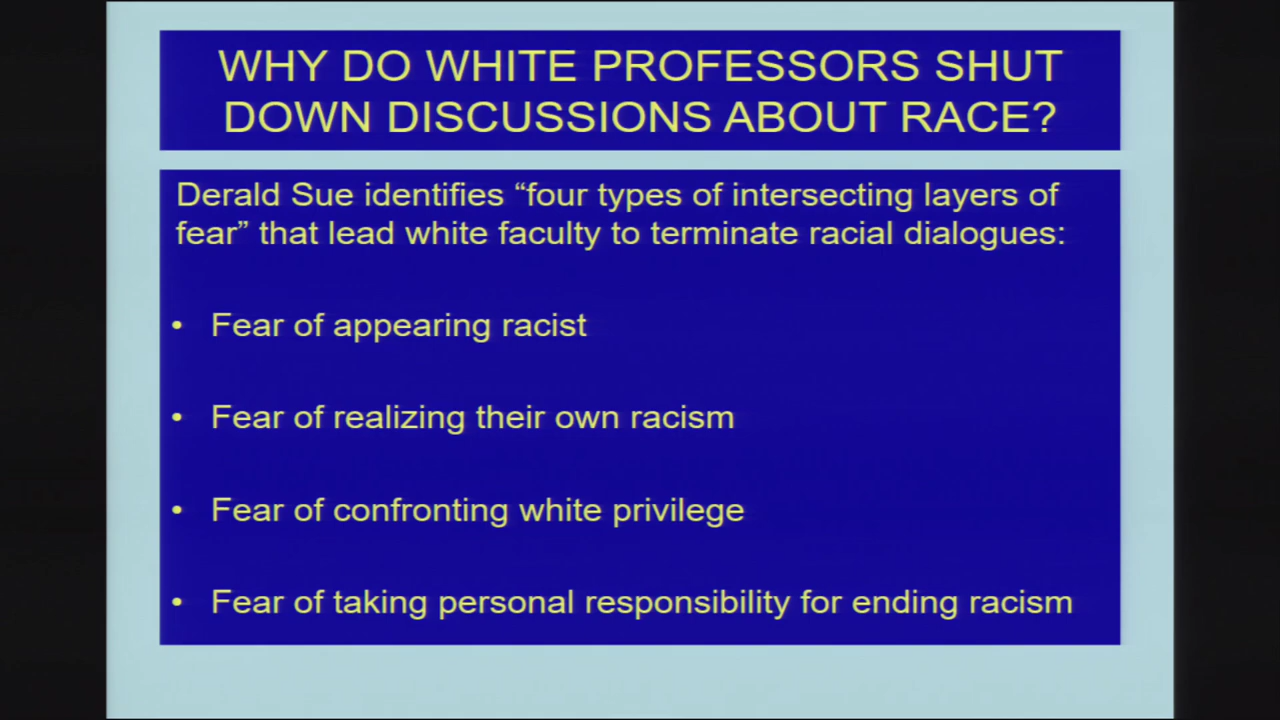 WHY DO WHITE PROFESSORS SHUT
DOWN DISCUSSIONS ABOUT RACE?
Derald Sue identifies “four types of intersecting layers of
fear” that lead white faculty to terminate racial dialogues:
• Fear of appearing racist
• Fear of realizing their own racism
• Fear of confronting white privilege
• Fear of taking personal responsibility for ending racism